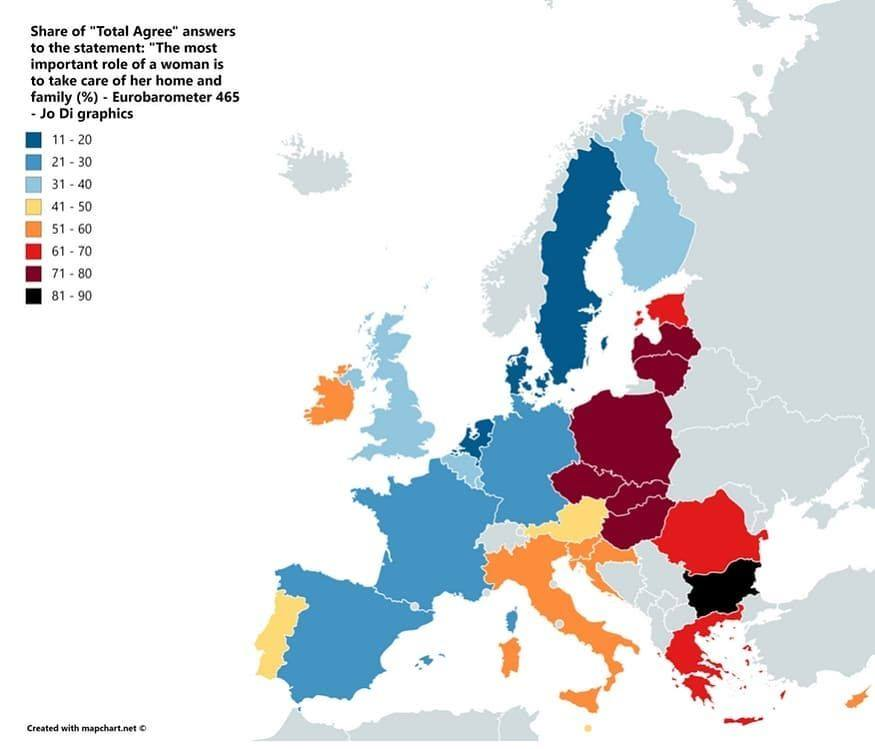 Share of "Total Agree" answers
to the statement: "The most
important role of a woman is
to take care of her home and
family (%) - Eurobarometer 465
- Jo Di graphics
11 - 20
21 - 30
31 - 40
41 - 50
51 - 60
61 - 70
71 - 80
81 - 90
Created with mapchart.net ©